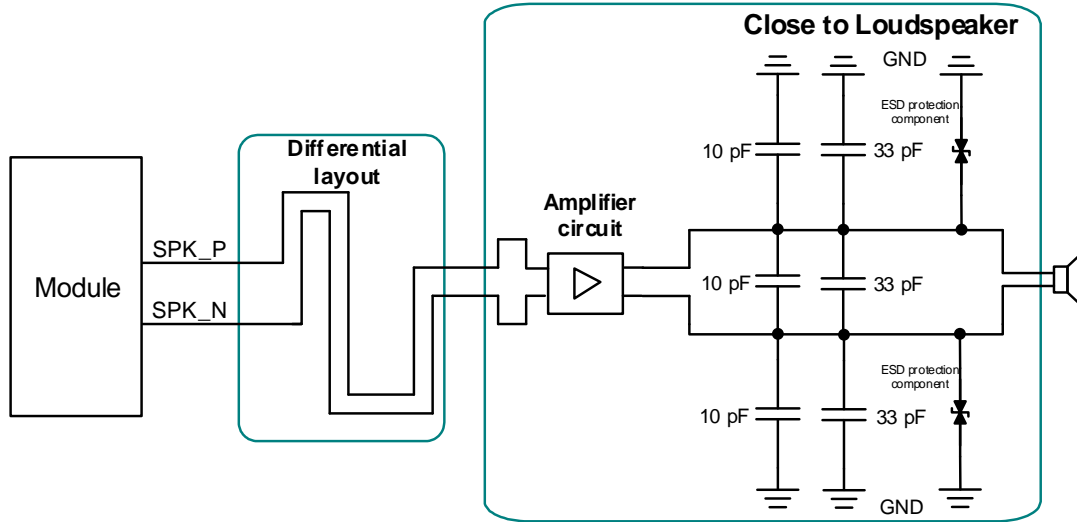 Close to Loudspeaker
GND
ESD protection
component
10 pF
33 pF
Differential
layout
Amplifier
circuit
SPK_P
Module
10 pF
33 pF
SPK_N
ESD protection
component
10 pF
33 pF
GND